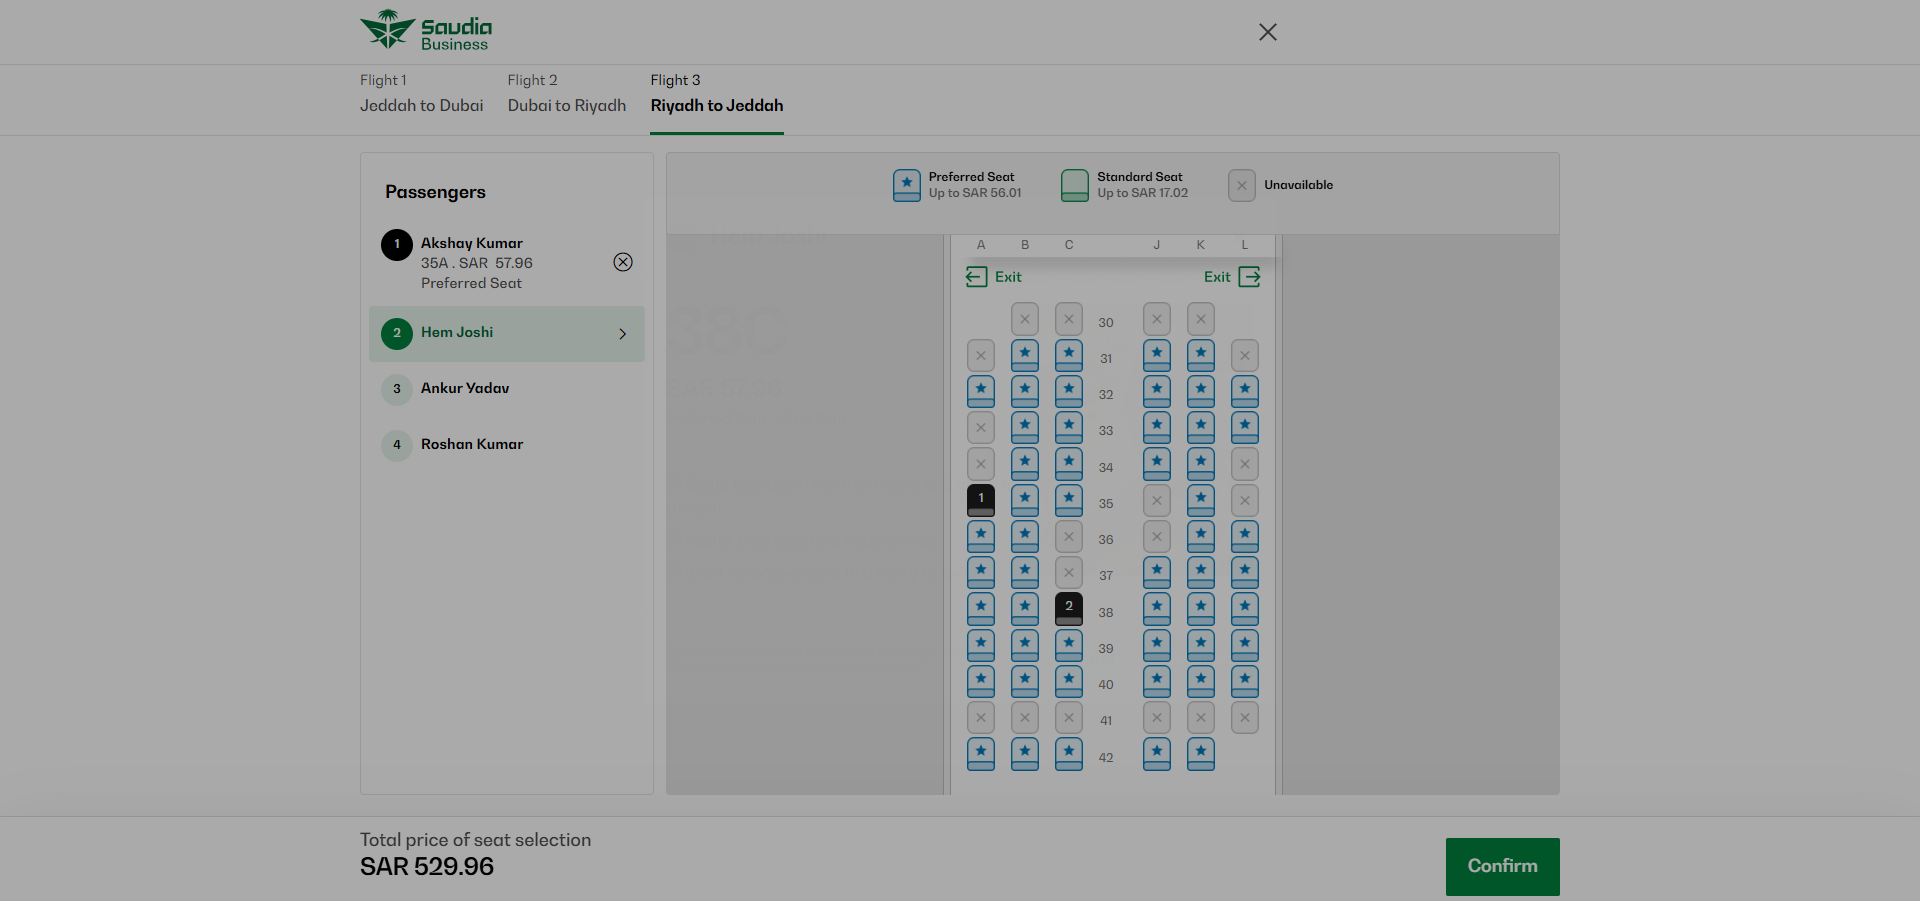 Saudia
Business
Flight 1
Jeddah to Dubai
Flight 2
Dubai to Riyadh
Flight 3
Riyadh to Jeddah
Passengers
1
Akshay Kumar
35A . SAR 57.96
Preferred Seat
2
Hem Joshi
3
Ankur Yadav
4
Roshan Kumar
Preferred Seat
Up to SAR 56.01
Standard Seat
Up to SAR 17.02
Unavailable
38C
A B C J K L
Exit Exit
30
31
32
33
34
1 35
36
37
2 38
39
40
41
42
Total price of seat selection
SAR 529.96
Confirm